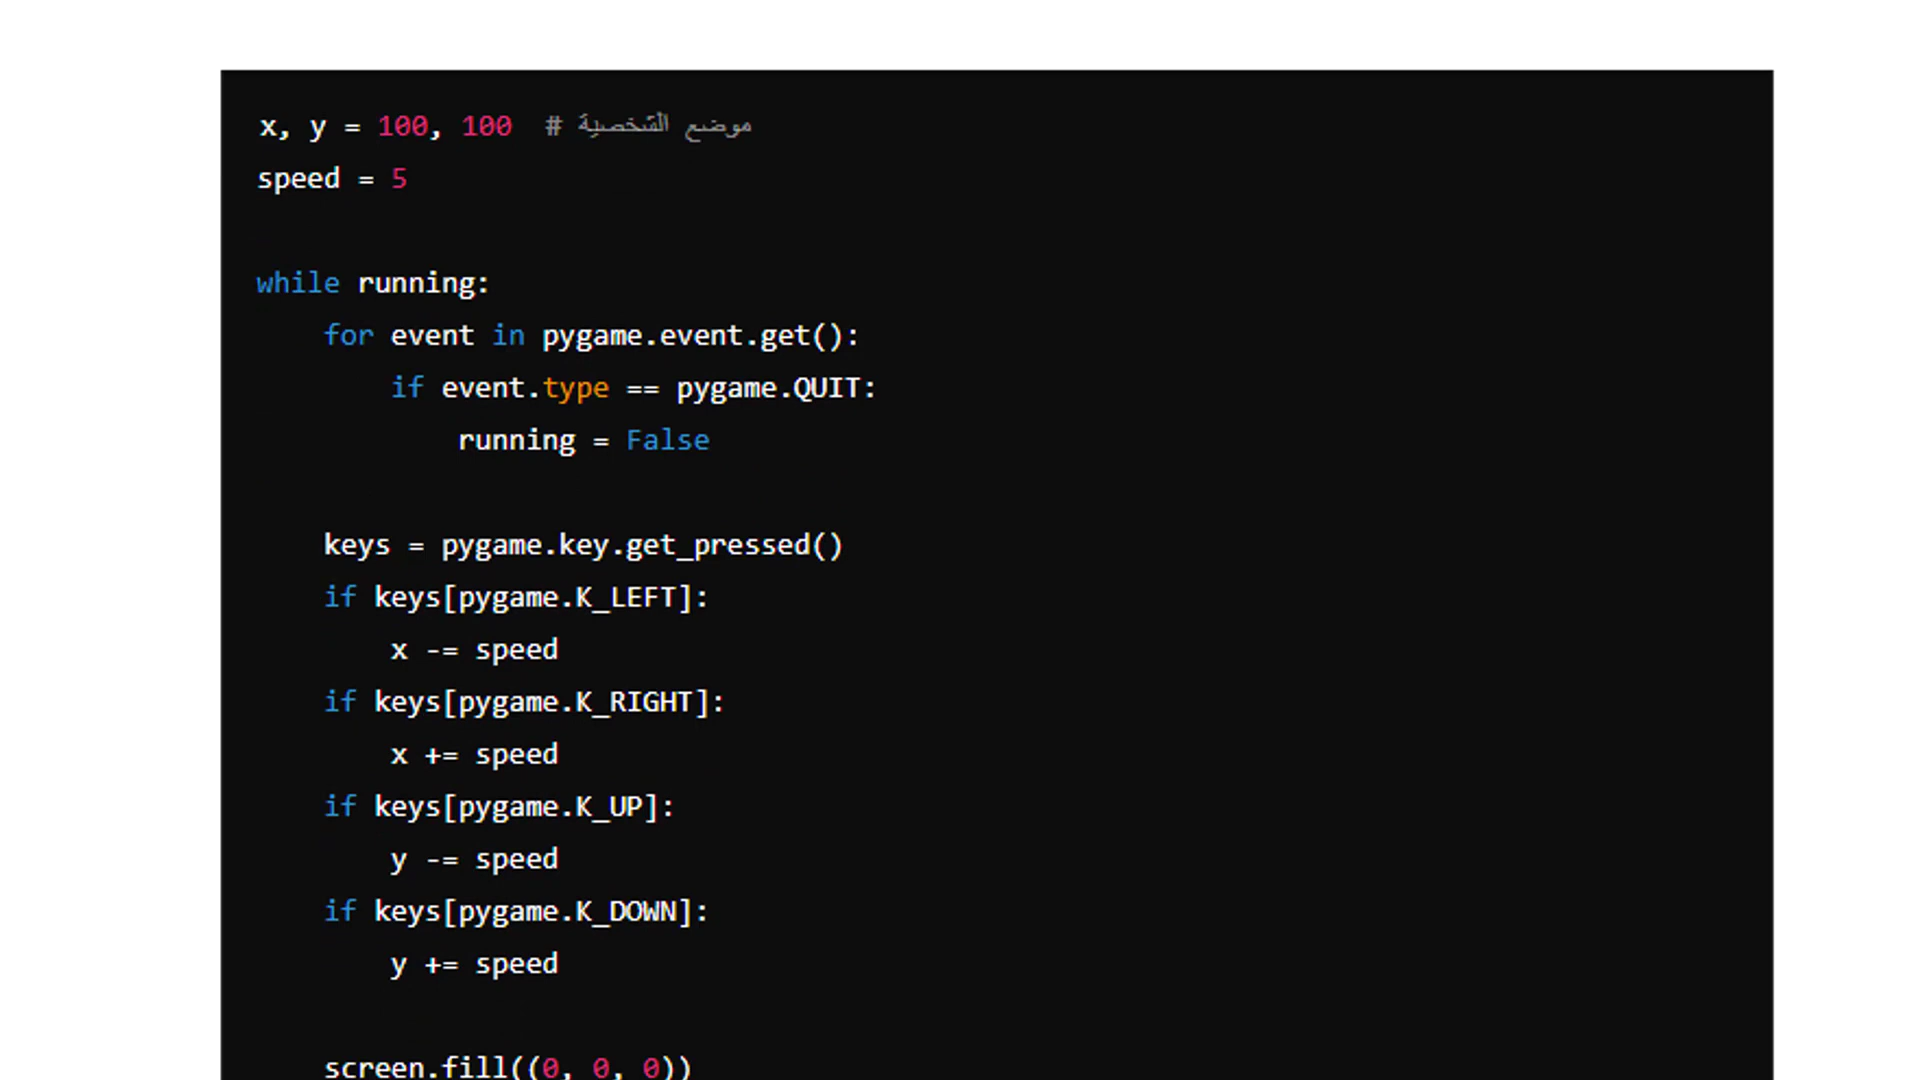 x, y = 100, 100  # موضع الشخصية
speed = 5
while running:
    for event in pygame.event.get():
        if event.type == pygame.QUIT:
            running = False
    keys = pygame.key.get_pressed()
    if keys[pygame.K_LEFT]:
        x -= speed
    if keys[pygame.K_RIGHT]:
        x += speed
    if keys[pygame.K_UP]:
        y -= speed
    if keys[pygame.K_DOWN]:
        y += speed
    screen.fill((0, 0, 0))